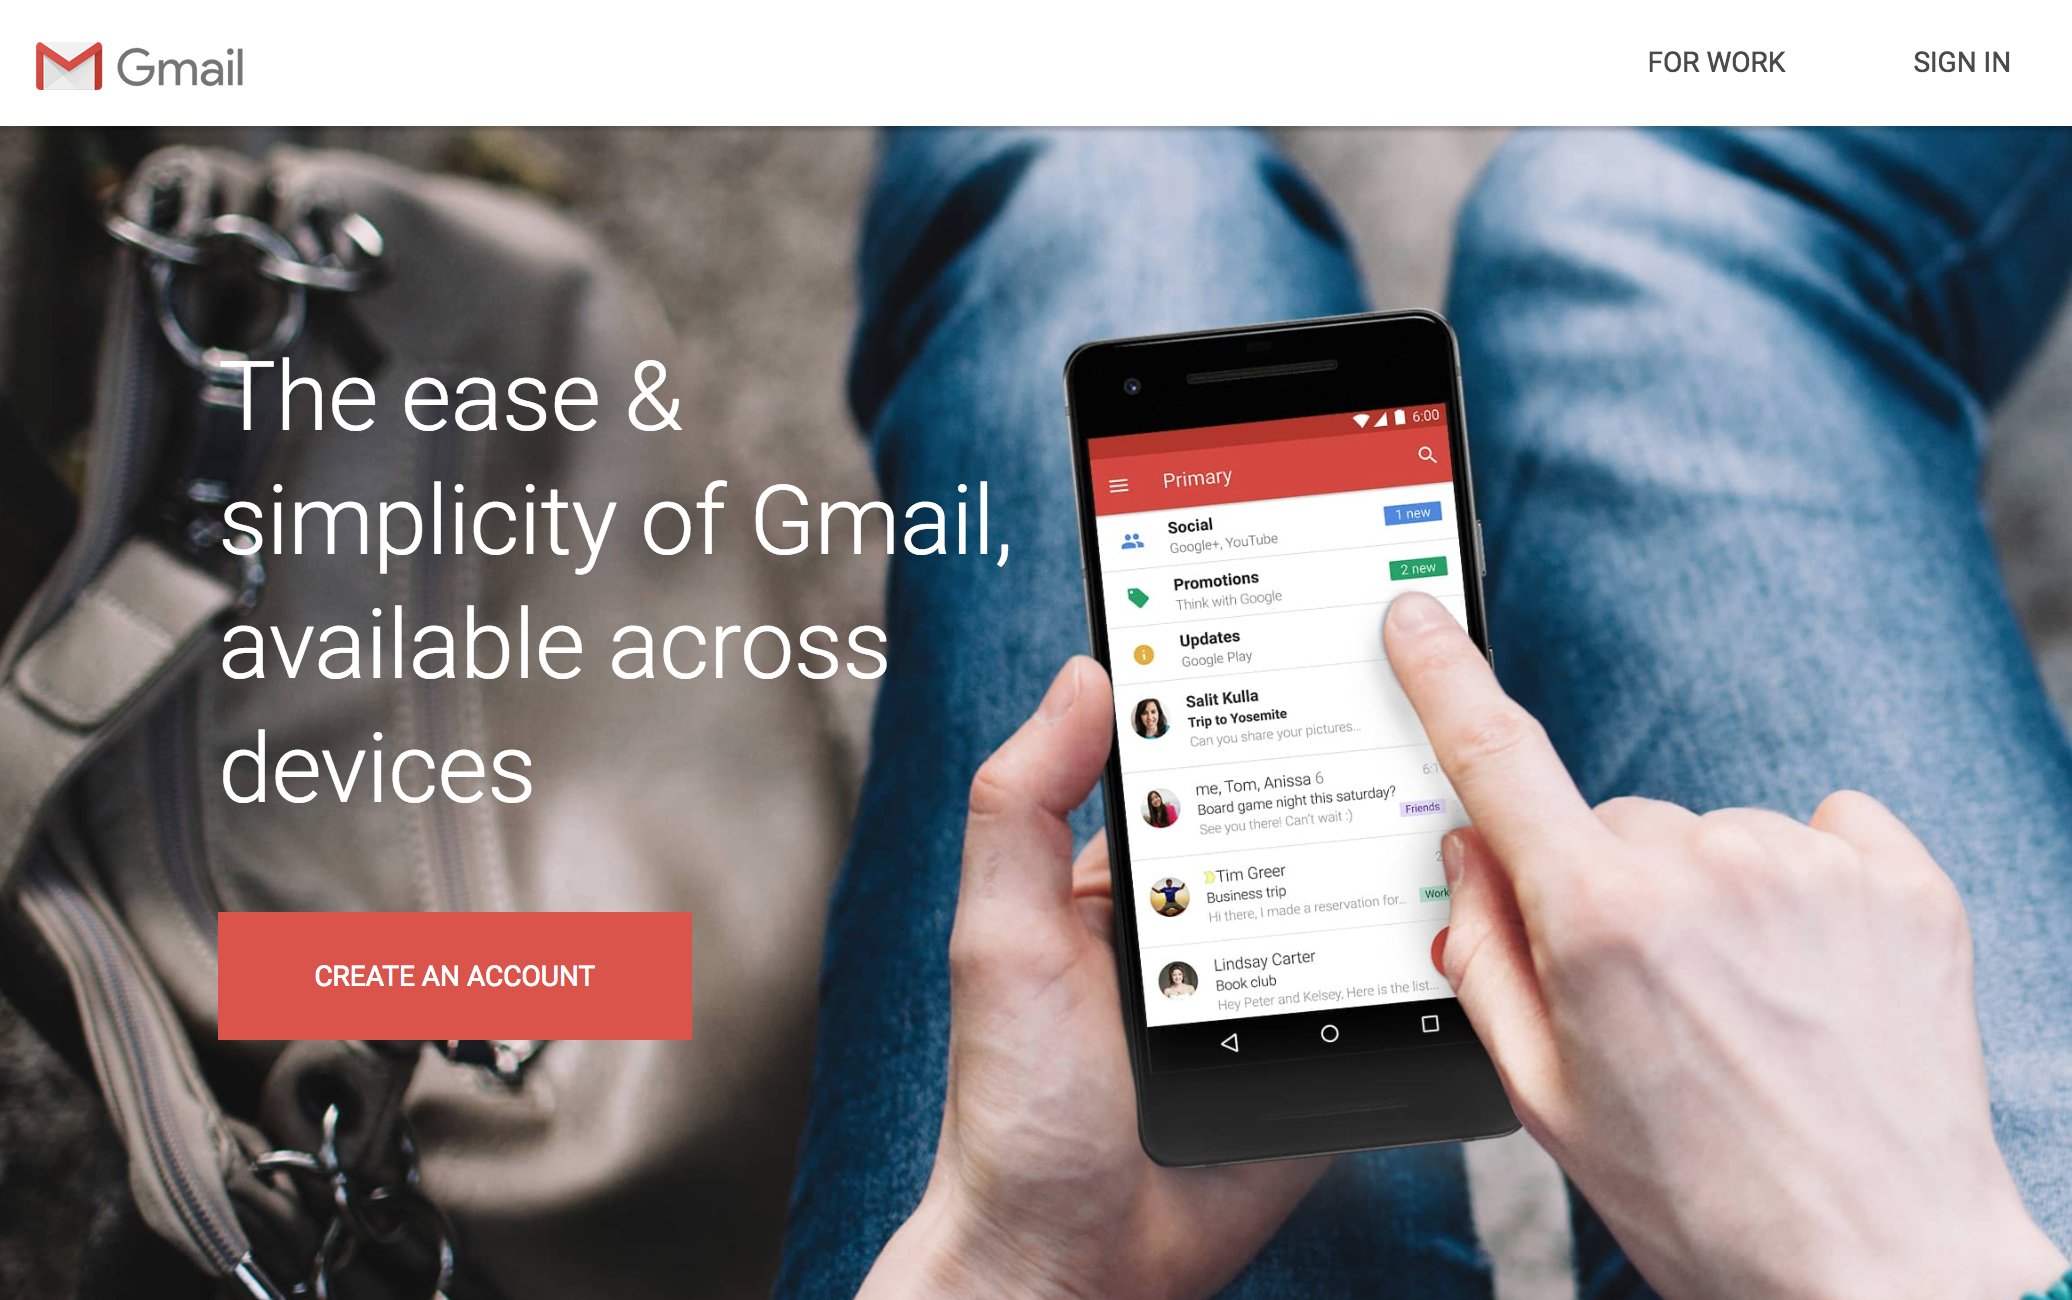 Gmail
FOR WORK
SIGN IN
The ease &
simplicity of Gmail,
available across
devices
CREATE AN ACCOUNT
6:00
Primary
Social
1 new
Google+, YouTube
Promotions
2 new
Think with Google
Updates
Google Play
Salit Kulla
Trip to Yosemite
Can you share your pictures...
me, Tom, Anissa 6
Board game night this saturday?
Friends
See you there! Can't wait :)
Tim Greer
Business trip
Work
Hi there, I made a reservation for...
Lindsay Carter
Book club
Hey Peter and Kelsey, Here is the list...